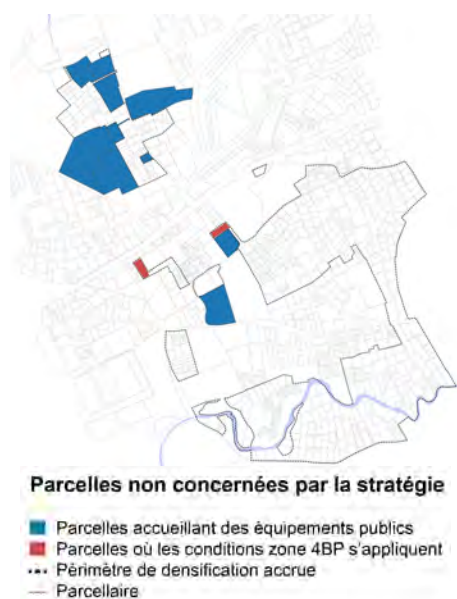 Parcelles non concernées par la stratégie
Parcelles accueillant des équipements publics
Parcelles où les conditions zone 4BP s'appliquent
Périmètre de densification accrue
Parcellaire